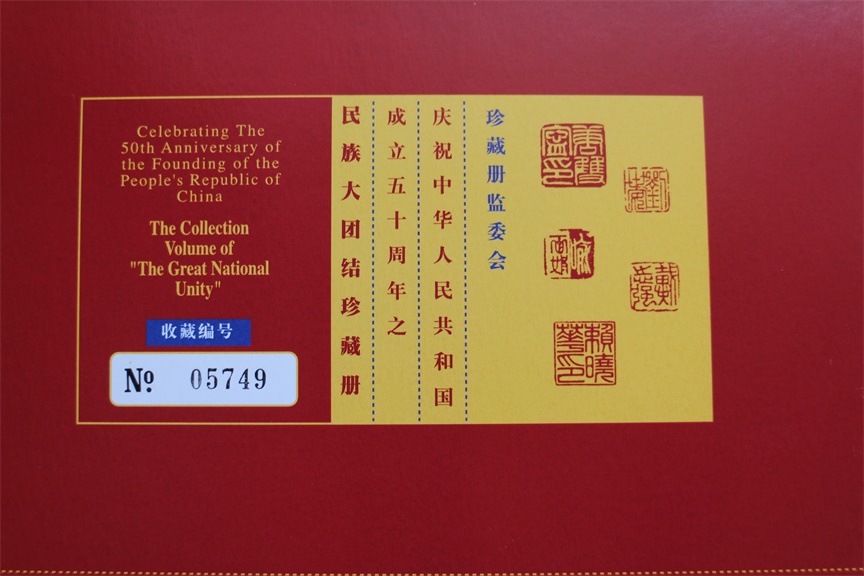 Celebrating The
50th Anniversary of
the Founding of the
People's Republic of
China
The Collection
Volume of
"The Great National
Unity"
收藏编号
No 05749
庆祝中华人民共和国
成立五十周年之
民族大团结珍藏册
珍藏册监委会